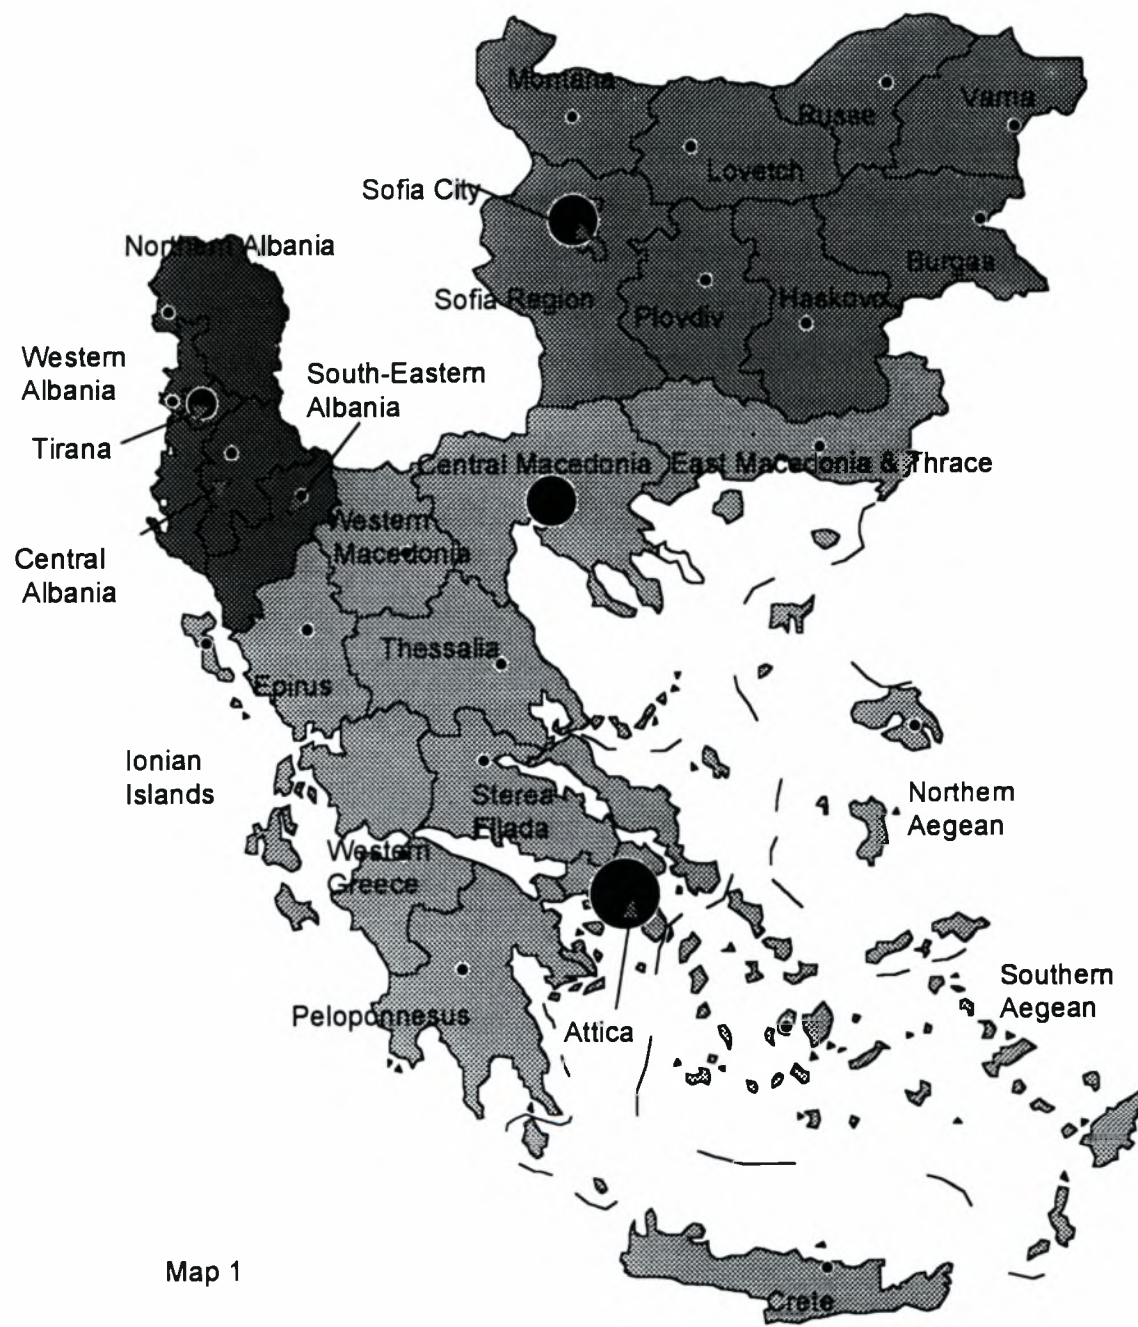 Montana
Varna
Rusae
Lovetch
Sofia City
Northern Albania
Burgas
Sofia Region
Haskovo
Plovdiv
Western
Albania
South-Eastern
Albania
Tirana
Central Macedonia
East Macedonia & Thrace
Western
Macedonia
Central
Albania
Thessalia
Epirus
Ionian
Islands
Sterea
Ellada
Northern
Aegean
Western
Greece
Southern
Aegean
Peloponnesus
Attica
Map 1
Crete